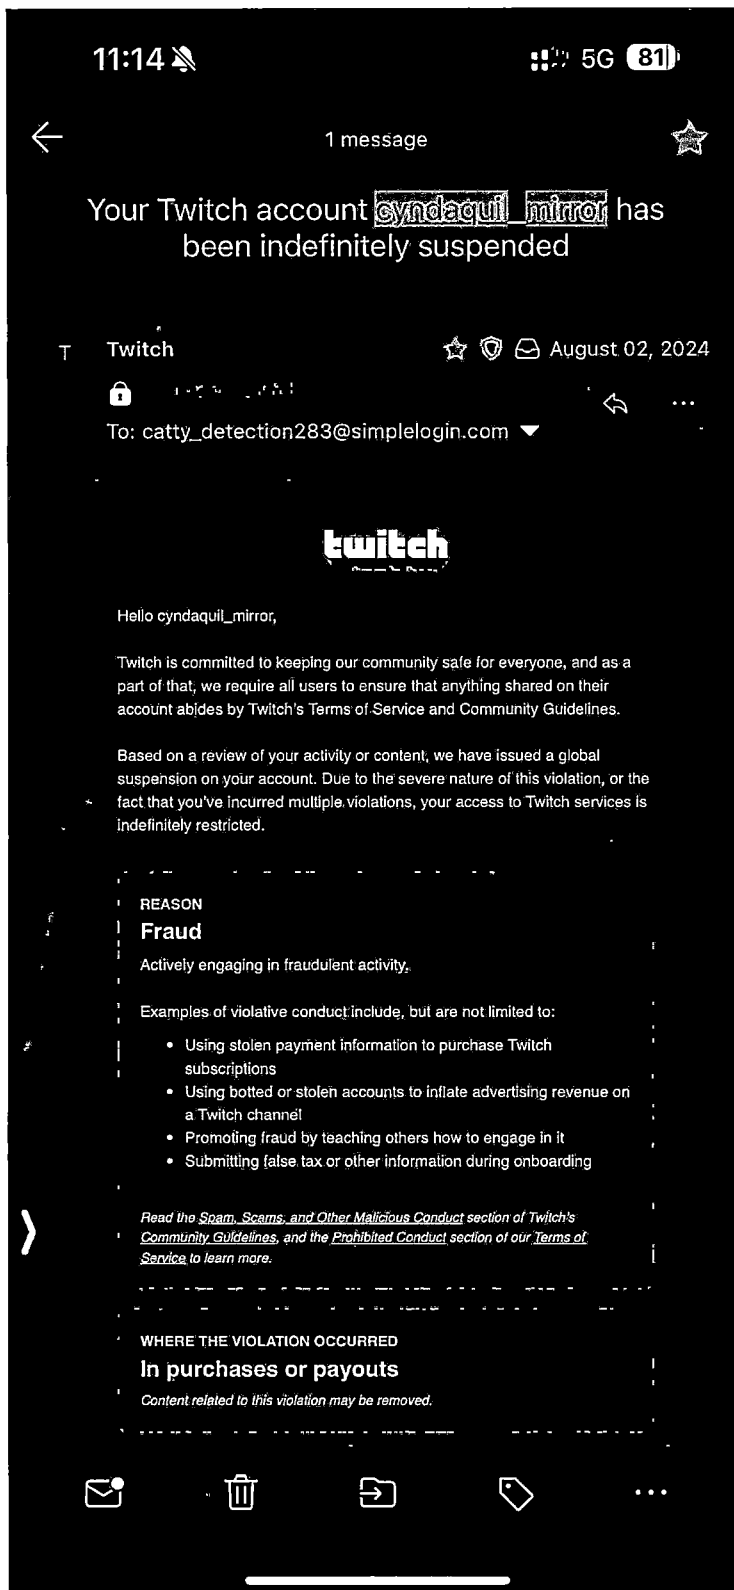 11:14 5G 81
1 message
Your Twitch account cyndaquil_mirror has
been indefinitely suspended
T Twitch August 02, 2024
To: catty_detection283@simplelogin.com
twitch
Hello cyndaquil_mirror,
Twitch is committed to keeping our community safe for everyone, and as a
part of that, we require all users to ensure that anything shared on their
account abides by Twitch's Terms of Service and Community Guidelines.
Based on a review of your activity or content, we have issued a global
suspension on your account. Due to the severe nature of this violation, or the
fact that you've incurred multiple violations, your access to Twitch services is
indefinitely restricted.
REASON
Fraud
Actively engaging in fraudulent activity.
Examples of violative conduct include, but are not limited to:
• Using stolen payment information to purchase Twitch
subscriptions
• Using botted or stolen accounts to inflate advertising revenue on
a Twitch channel
• Promoting fraud by teaching others how to engage in it
• Submitting false tax or other information during onboarding
Read the Spam, Scams, and Other Malicious Conduct section of Twitch's
Community Guidelines, and the Prohibited Conduct section of our Terms of
Service to learn more.
WHERE THE VIOLATION OCCURRED
In purchases or payouts
Content related to this violation may be removed.